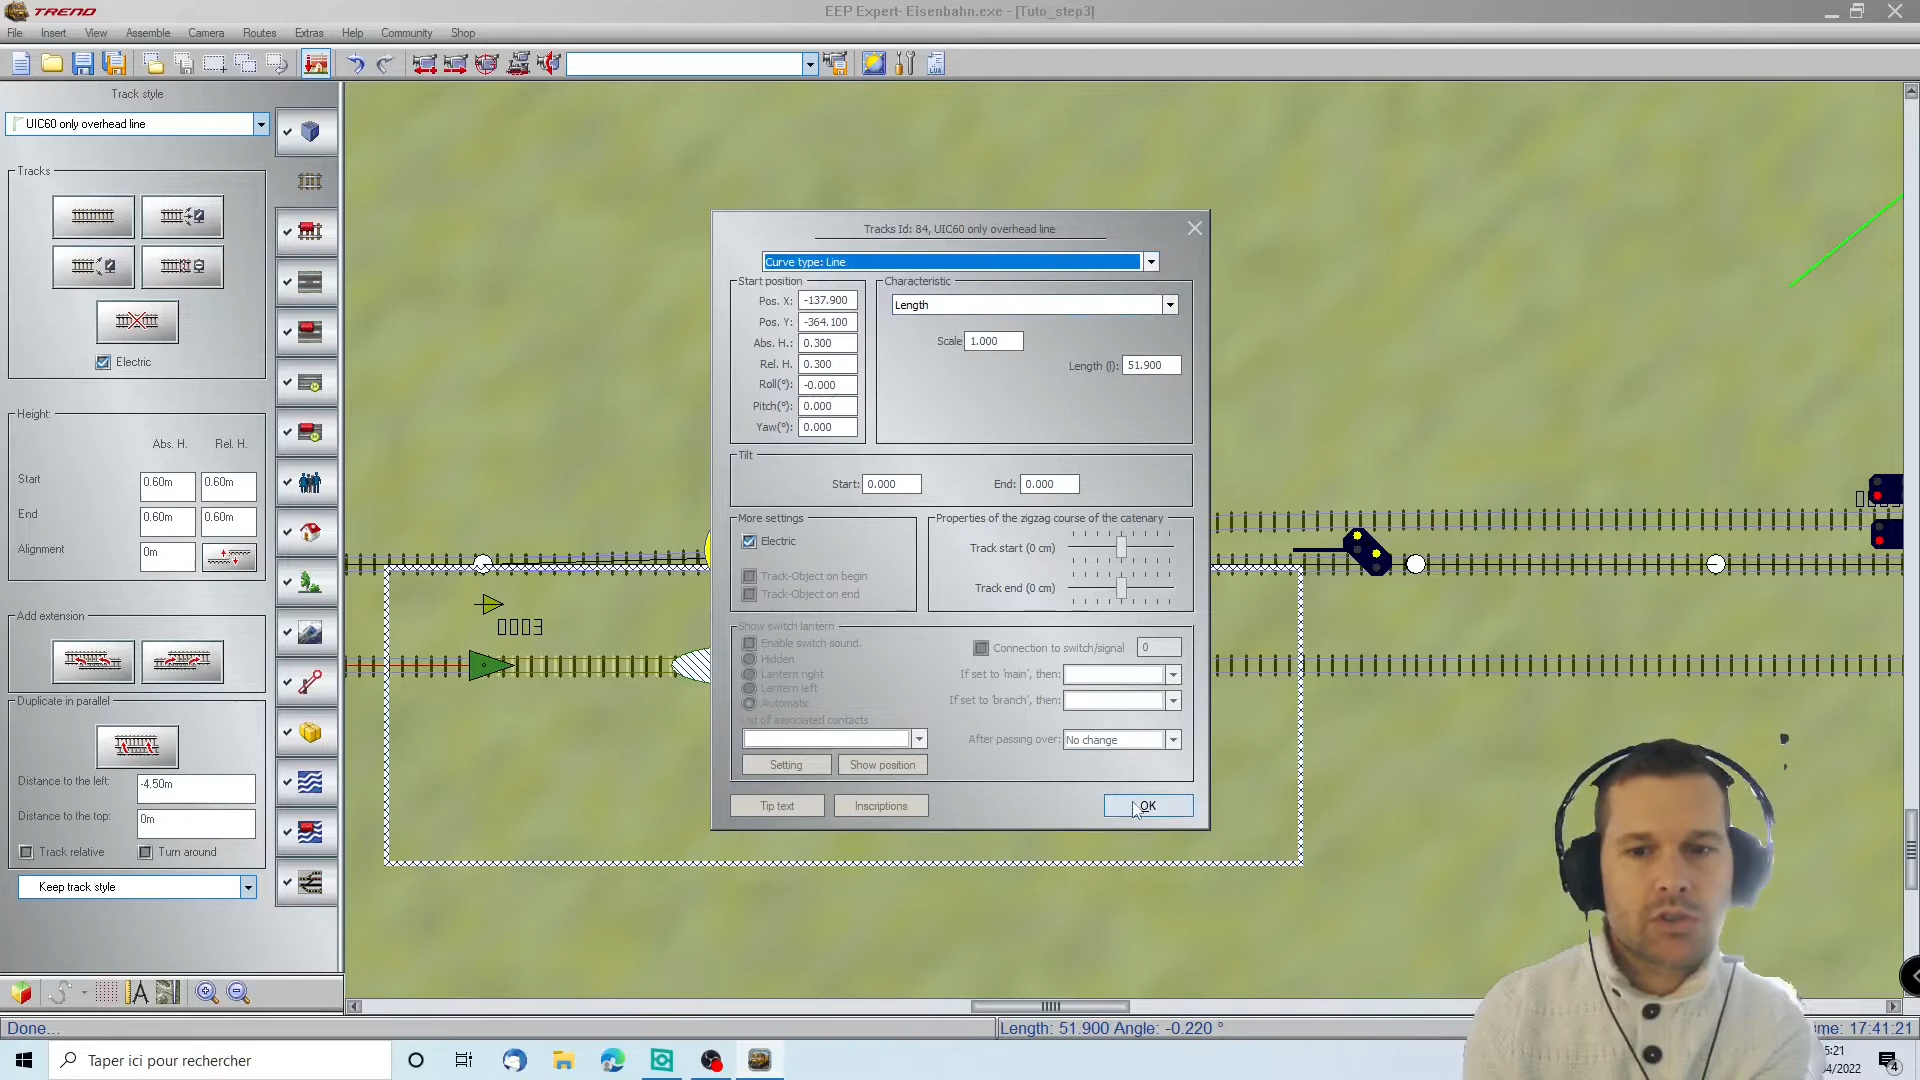 TREND
EEP Expert- Eisenbahn.exe - [Tuto_step3]
File Insert View Assemble Camera Routes Extras Help Community Shop
LUA
Track style
UIC60 only overhead line
Tracks
Electric
Height:
Abs. H. Rel. H.
Start 0.60m 0.60m
End 0.60m 0.60m
Alignment 0m
Add extension
Duplicate in parallel
Distance to the left: -4.50m
Distance to the top: 0m
Track relative Turn around
Keep track style
0003
Tracks Id: 84, UIC60 only overhead line
Curve type: Line
Start position
Pos. X: -137.900
Pos. Y: -364.100
Abs. H.: 0.300
Rel. H. 0.300
Roll(°): -0.000
Pitch(°): 0.000
Yaw(°): 0.000
Characteristic
Length
Scale 1.000
Length (l): 51.900
Tilt
Start: 0.000 End: 0.000
More settings
Electric
Track-Object on begin
Track-Object on end
Properties of the zigzag course of the catenary
Track start (0 cm)
Track end (0 cm)
Show switch lantern
Enable switch sound.
Hidden
Lantern right
Lantern left
Automatic
List of associated contacts
Setting Show position
Connection to switch/signal 0
If set to 'main', then:
If set to 'branch', then:
After passing over: No change
Tip text Inscriptions OK
Done...
Length: 51.900 Angle: -0.220 °
ime: 17:41:21
Taper ici pour rechercher
5:21
04/2022
4